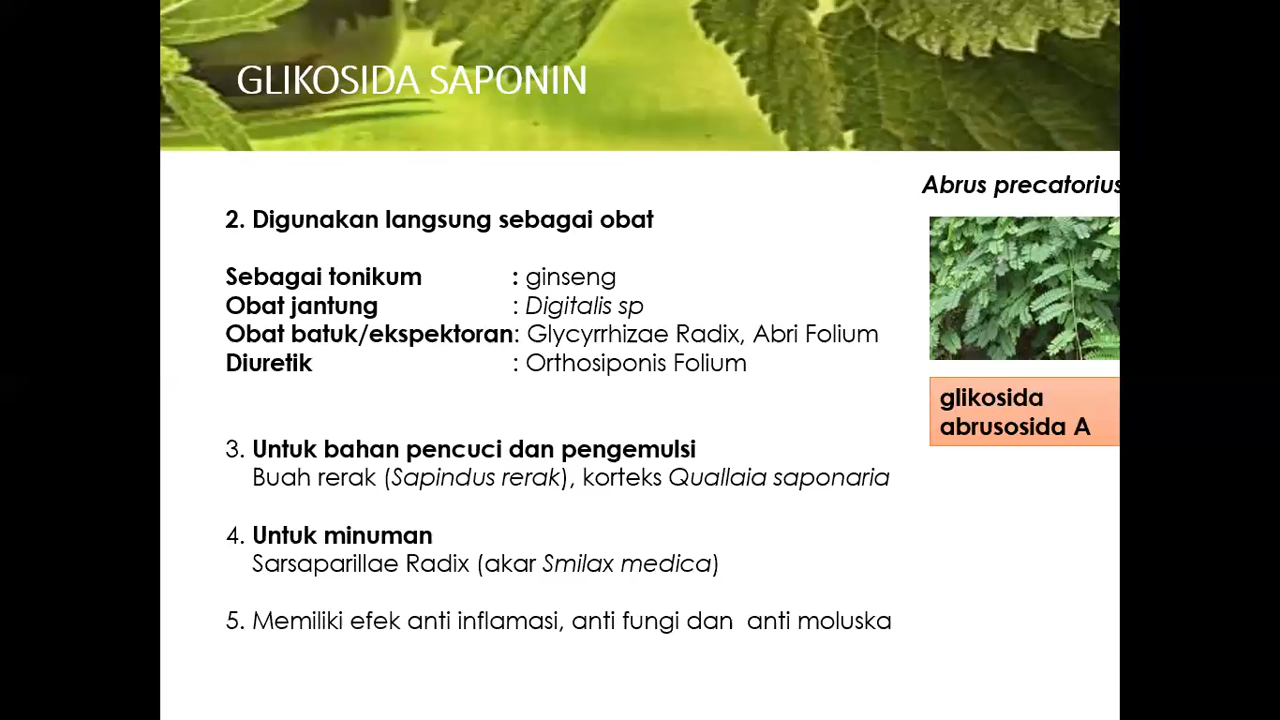 GLIKOSIDA SAPONIN
Abrus precatorius
2. Digunakan langsung sebagai obat
Sebagai tonikum : ginseng
Obat jantung : Digitalis sp
Obat batuk/ekspektoran: Glycyrrhizae Radix, Abri Folium
Diuretik : Orthosiponis Folium
glikosida
abrusosida A
3. Untuk bahan pencuci dan pengemulsi
Buah rerak (Sapindus rerak), korteks Quallaia saponaria
4. Untuk minuman
Sarsaparillae Radix (akar Smilax medica)
5. Memiliki efek anti inflamasi, anti fungi dan  anti moluska